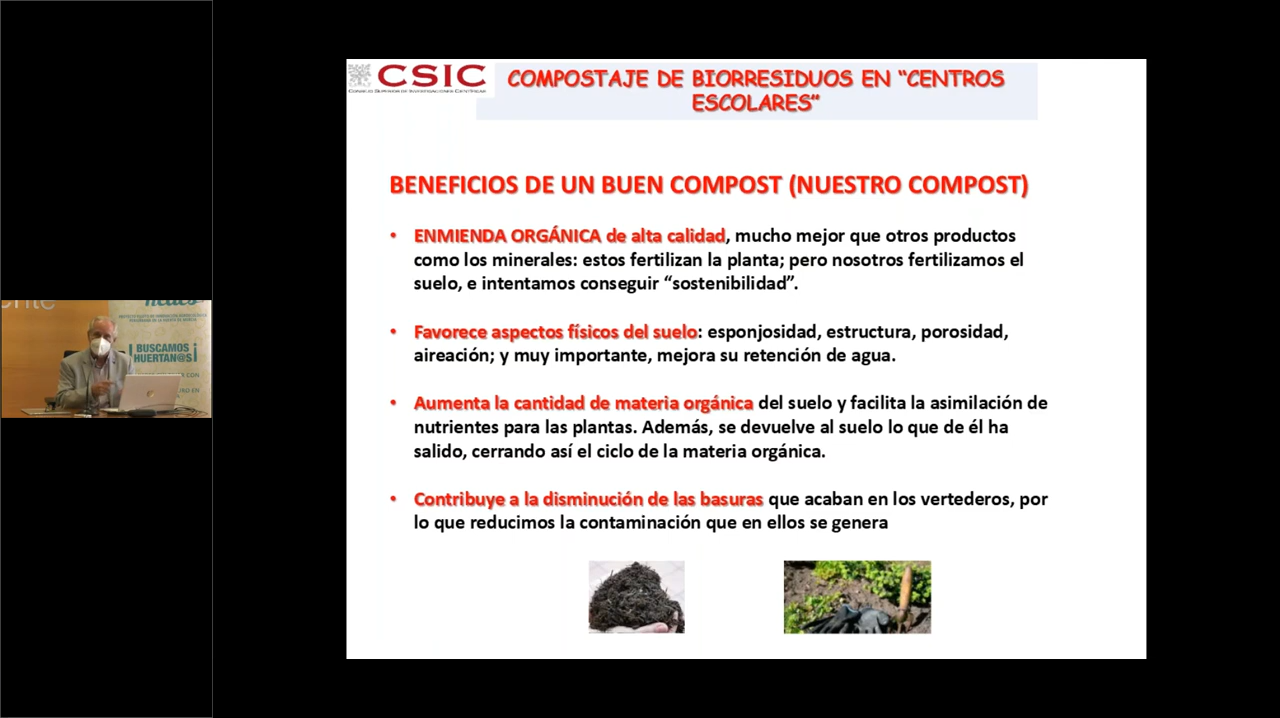 CSIC
CONSEJO SUPERIOR DE INVESTIGACIONES CIENTÍFICAS
COMPOSTAJE DE BIORRESIDUOS EN “CENTROS
ESCOLARES”
BENEFICIOS DE UN BUEN COMPOST (NUESTRO COMPOST)
• ENMIENDA ORGÁNICA de alta calidad, mucho mejor que otros productos
como los minerales: estos fertilizan la planta; pero nosotros fertilizamos el
suelo, e intentamos conseguir “sostenibilidad”.
• Favorece aspectos físicos del suelo: esponjosidad, estructura, porosidad,
aireación; y muy importante, mejora su retención de agua.
• Aumenta la cantidad de materia orgánica del suelo y facilita la asimilación de
nutrientes para las plantas. Además, se devuelve al suelo lo que de él ha
salido, cerrando así el ciclo de la materia orgánica.
• Contribuye a la disminución de las basuras que acaban en los vertederos, por
lo que reducimos la contaminación que en ellos se genera
¡BUSCAMOS
HUERTAN@S!